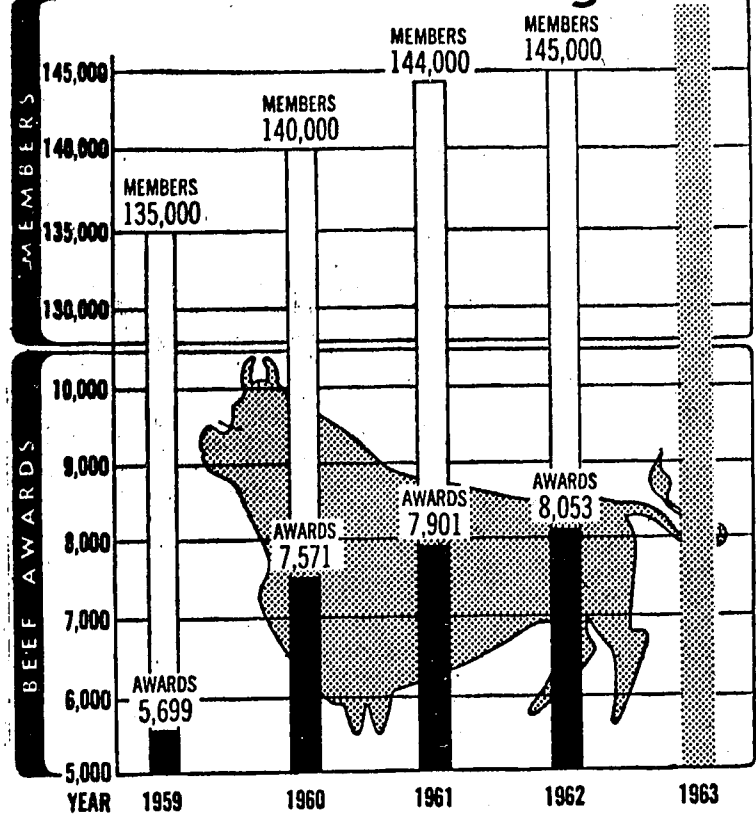 MEMBERS
145,000
140,000
135,000
130,000
MEMBERS
135,000
MEMBERS
140,000
MEMBERS
144,000
MEMBERS
145,000
BEEF AWARDS
10,000
9,000
8,000
7,000
6,000
5,000
AWARDS
5,699
AWARDS
7,571
AWARDS
7,901
AWARDS
8,053
YEAR 1959 1960 1961 1962 1963